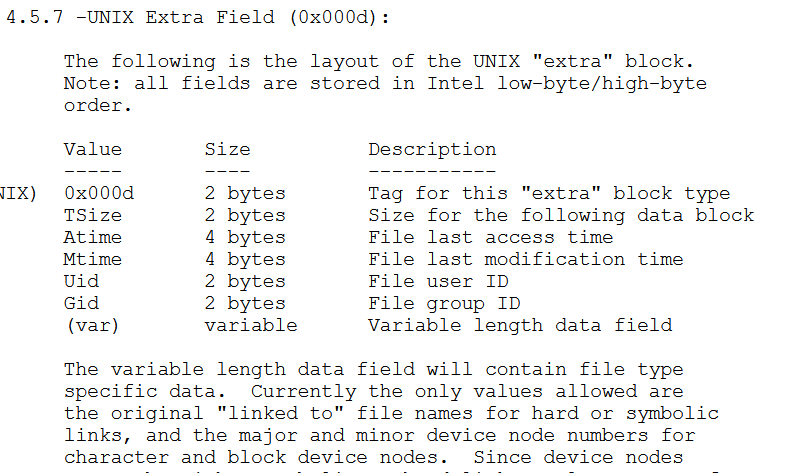 4.5.7 -UNIX Extra Field (0x000d):
The following is the layout of the UNIX "extra" block.
Note: all fields are stored in Intel low-byte/high-byte
order.
Value Size Description
----- ---- -----------
NIX) 0x000d 2 bytes Tag for this "extra" block type
TSize 2 bytes Size for the following data block
Atime 4 bytes File last access time
Mtime 4 bytes File last modification time
Uid 2 bytes File user ID
Gid 2 bytes File group ID
(var) variable Variable length data field
The variable length data field will contain file type
specific data. Currently the only values allowed are
the original "linked to" file names for hard or symbolic
links, and the major and minor device node numbers for
character and block device nodes. Since device nodes